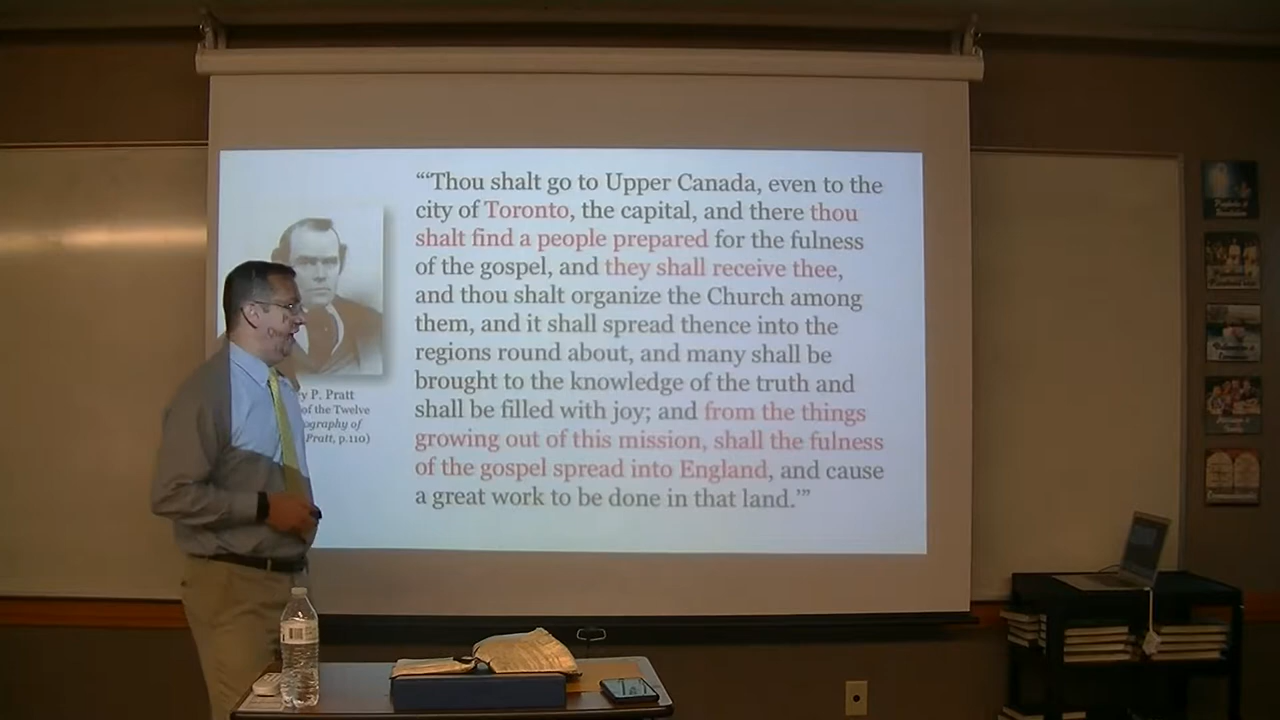 ““Thou shalt go to Upper Canada, even to the
city of Toronto, the capital, and there thou
shalt find a people prepared for the fulness
of the gospel, and they shall receive thee,
and thou shalt organize the Church among
them, and it shall spread thence into the
regions round about, and many shall be
brought to the knowledge of the truth and
shall be filled with joy; and from the things
growing out of this mission, shall the fulness
of the gospel spread into England, and cause
a great work to be done in that land.’”
y P. Pratt
of the Twelve
ography of
Pratt, p.110)